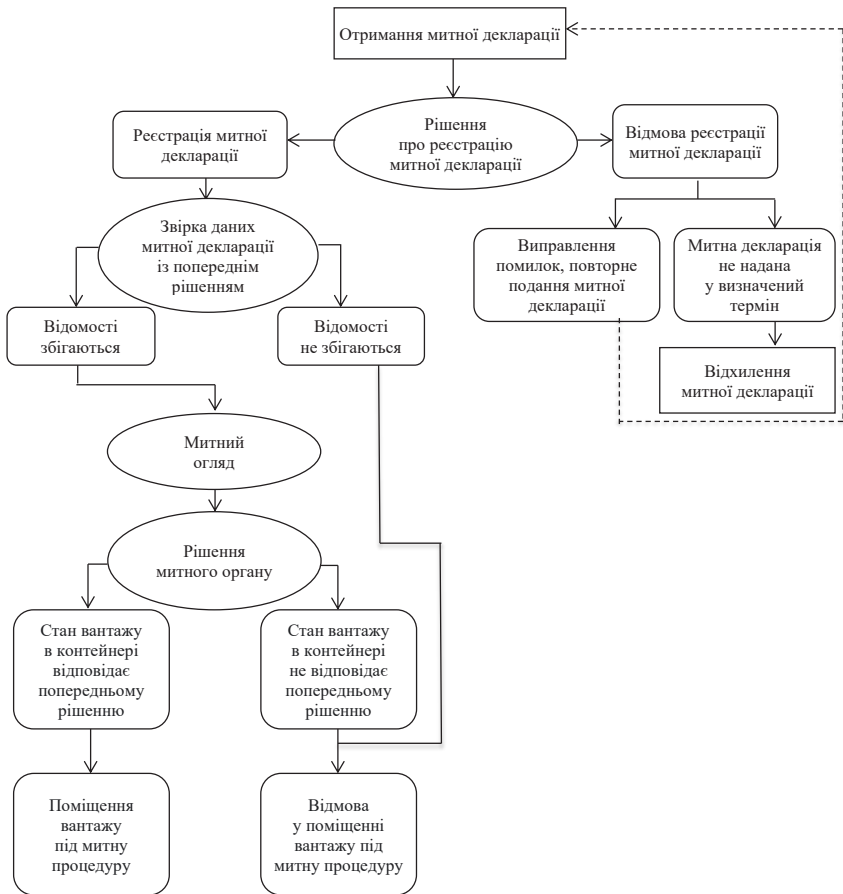 Отримання митної декларації
Рішення
про реєстрацію
митної декларації
Реєстрація митної
декларації
Відмова реєстрації
митної декларації
Звірка даних
митної декларації
із попереднім
рішенням
Виправлення
помилок, повторне
подання митної
декларації
Митна декларація
не надана
у визначений
термін
Відомості
збігаються
Відомості
не збігаються
Відхилення
митної декларації
Митний
огляд
Рішення
митного органу
Стан вантажу
в контейнері
відповідає
попередньому
рішенню
Стан вантажу
в контейнері
не відповідає
попередньому
рішенню
Поміщення
вантажу
під митну
процедуру
Відмова
у поміщенні
вантажу під
митну процедуру